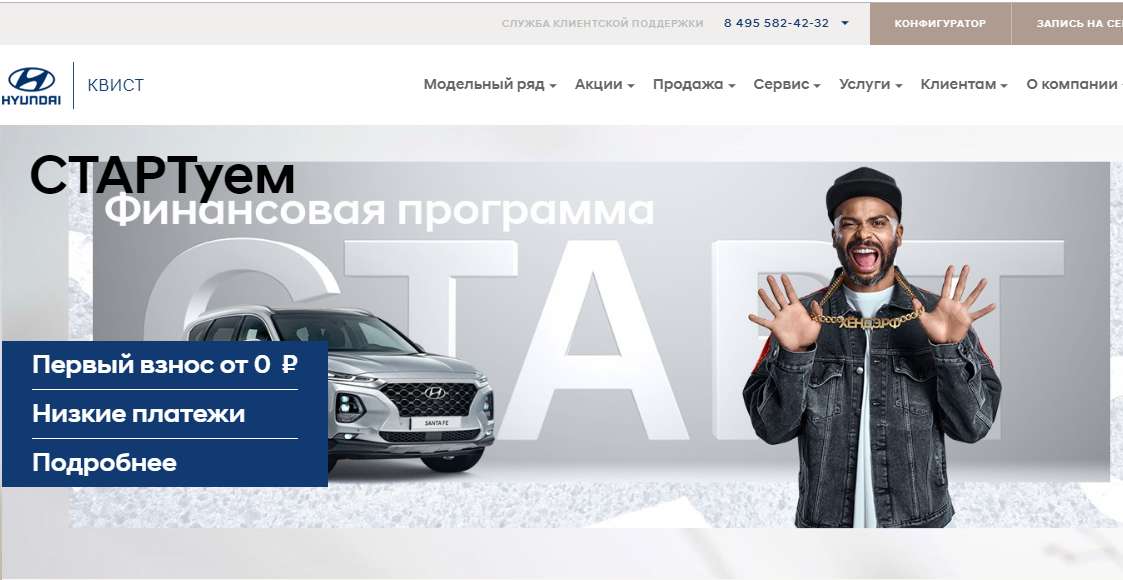 СЛУЖБА КЛИЕНТСКОЙ ПОДДЕРЖКИ 8 495 582-42-32 КОНФИГУРАТОР ЗАПИСЬ НА СЕ
HYUNDAI КВИСТ
Модельный ряд Акции Продажа Сервис Услуги Клиентам О компании
СТАРТуем
Финансовая программа
СТАРТ
ХЕНДЭРФ
Первый взнос от 0 ₽
Низкие платежи
Подробнее
SANTA FE